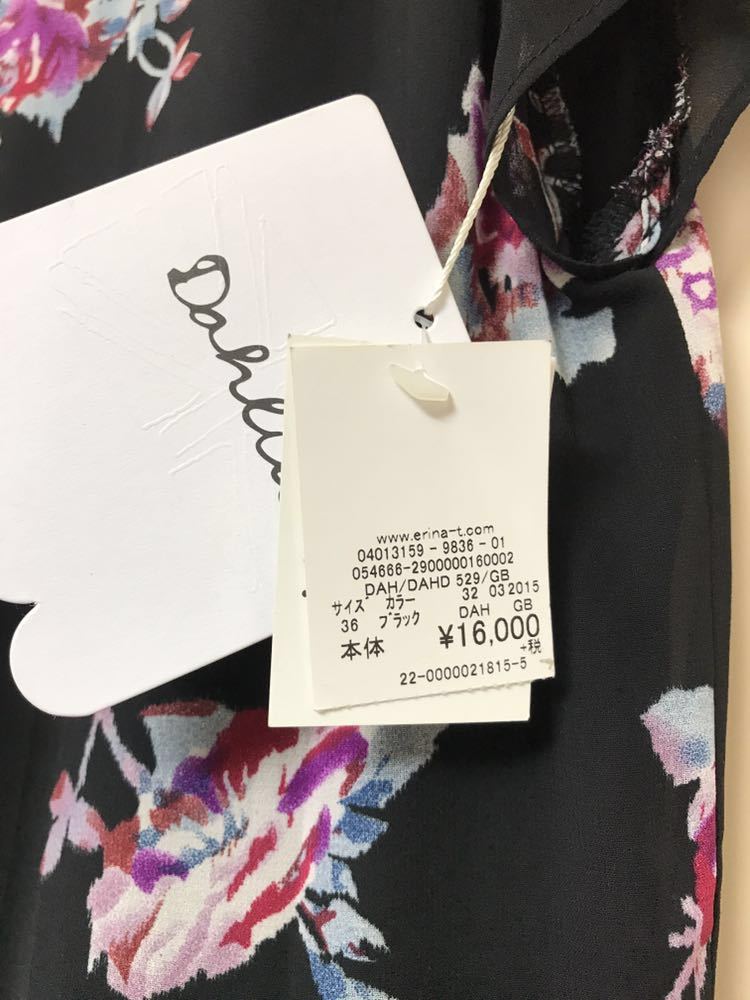 Dahlia
www.erina-t.com
04013159 - 9836 - 01
054666-2900000160002
DAH/DAHD 529/GB
サイズ カラー 32 03 2015
36 ブラック DAH GB
本体 ¥16,000
+税
22-0000021815-5